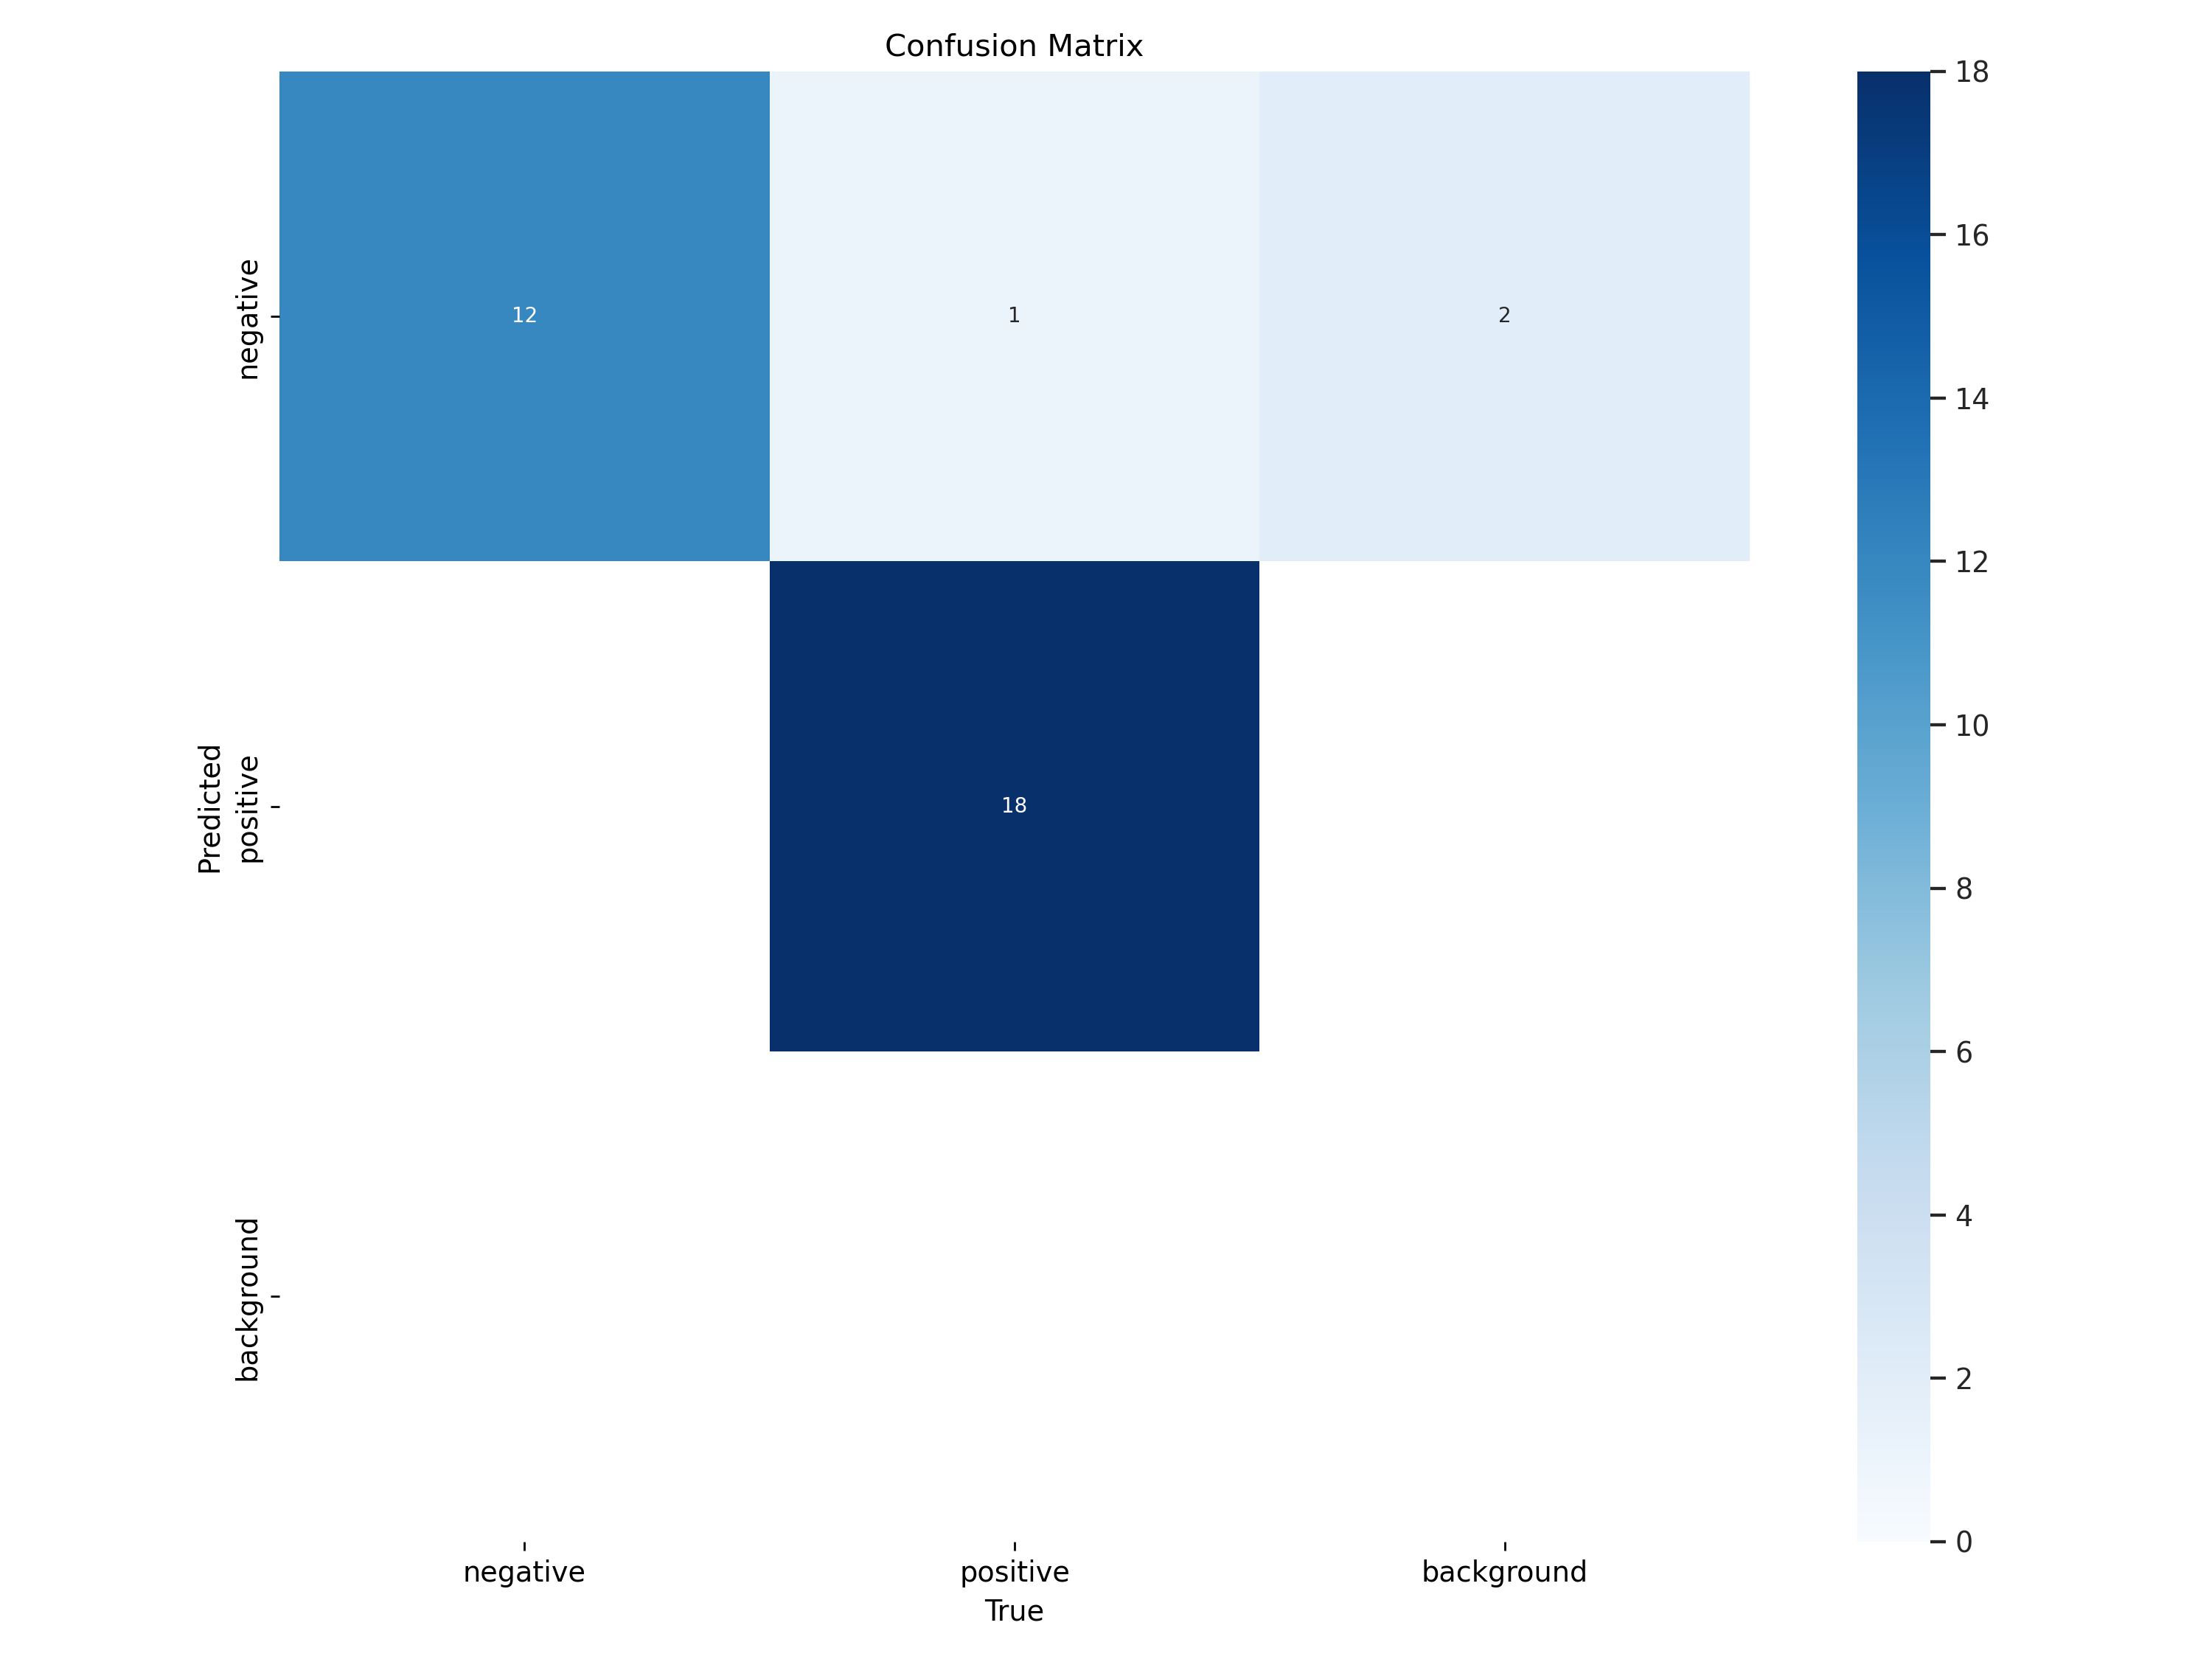 Confusion Matrix
negative
12
1
2
Predicted
positive
18
background
negative
positive
background
True
18
16
14
12
10
8
6
4
2
0